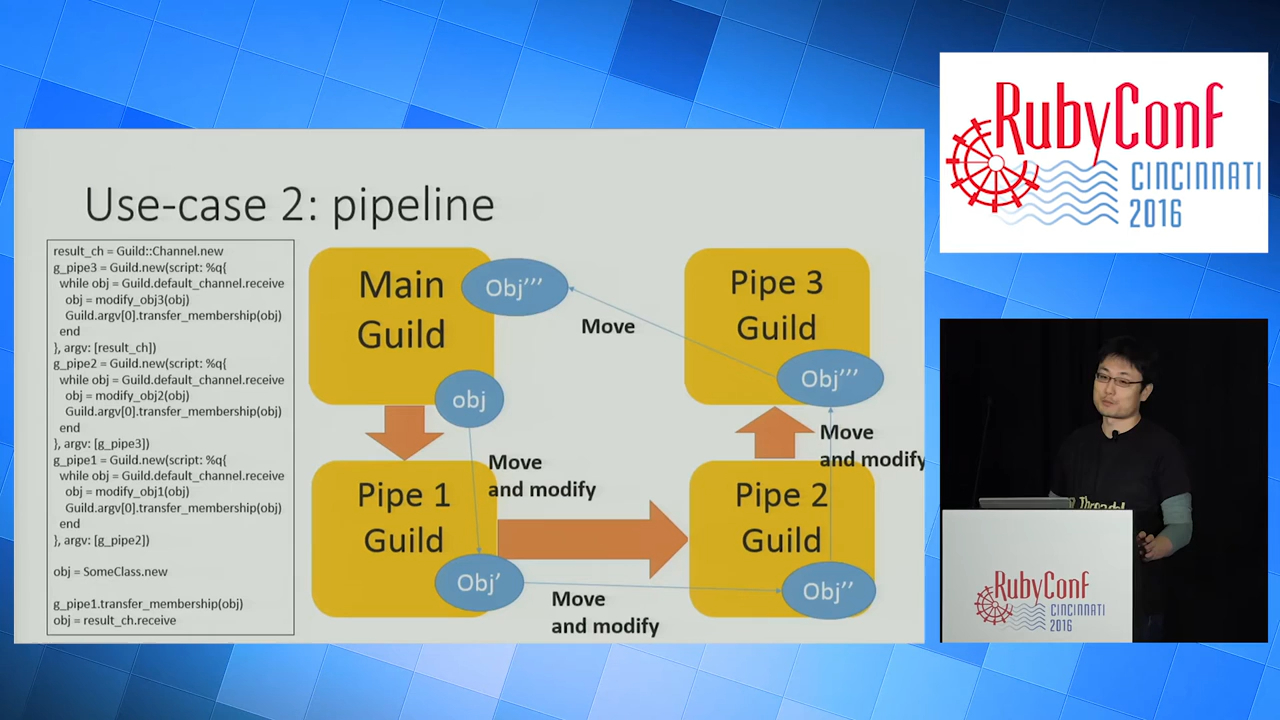 Use-case 2: pipeline
result_ch = Guild::Channel.new
g_pipe3 = Guild.new(script: %q{
while obj = Guild.default_channel.receive
obj = modify_obj3(obj)
Guild.argv[0].transfer_membership(obj)
end
}, argv: [result_ch])
g_pipe2 = Guild.new(script: %q{
while obj = Guild.default_channel.receive
obj = modify_obj2(obj)
Guild.argv[0].transfer_membership(obj)
end
}, argv: [g_pipe3])
g_pipe1 = Guild.new(script: %q{
while obj = Guild.default_channel.receive
obj = modify_obj1(obj)
Guild.argv[0].transfer_membership(obj)
end
}, argv: [g_pipe2])
obj = SomeClass.new
g_pipe1.transfer_membership(obj)
obj = result_ch.receive
Main
Guild
Obj’’’
obj
Move
Pipe 3
Guild
Obj’’’
Move
and modify
Move
and modify
Pipe 1
Guild
Obj’
Pipe 2
Guild
Obj’’
Move
and modify
RubyConf
CINCINNATI
2016
RubyConf
CINCINNATI
2016